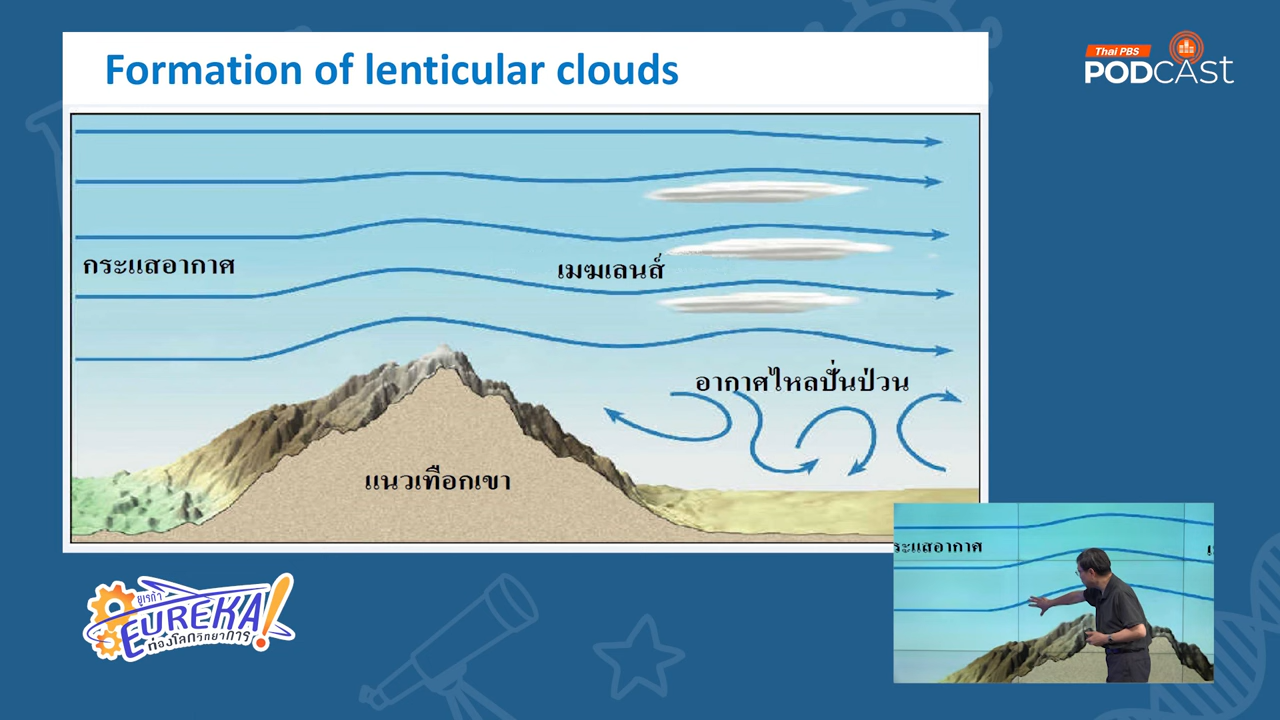 Formation of lenticular clouds
Thai PBS
PODCAST
กระแสอากาศ
เมฆเลนส์
อากาศไหลปั่นป่วน
แนวเทือกเขา
ระแสอากาศ
ยูเรก้า
EUREKA!
ท่องโลกวิทยาการ